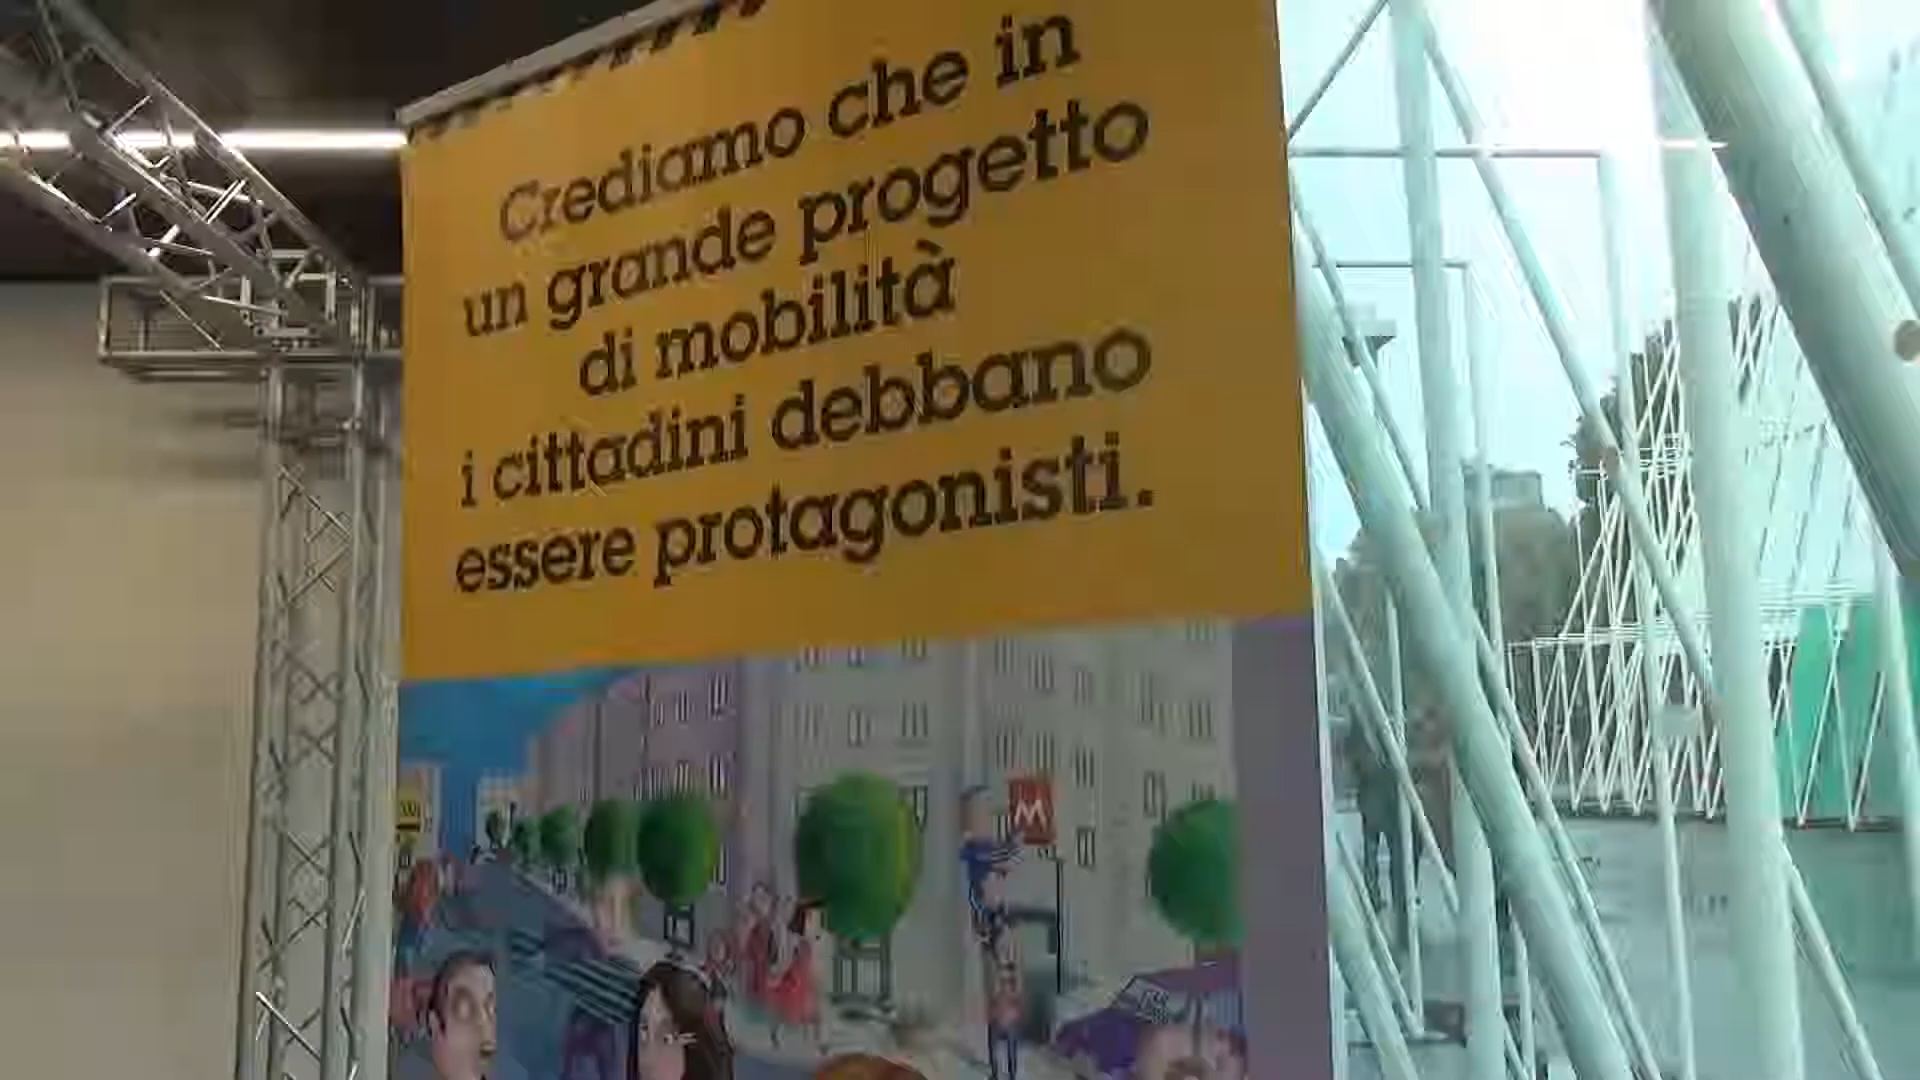 Crediamo che in
un grande progetto
di mobilità
i cittadini debbano
essere protagonisti.
M